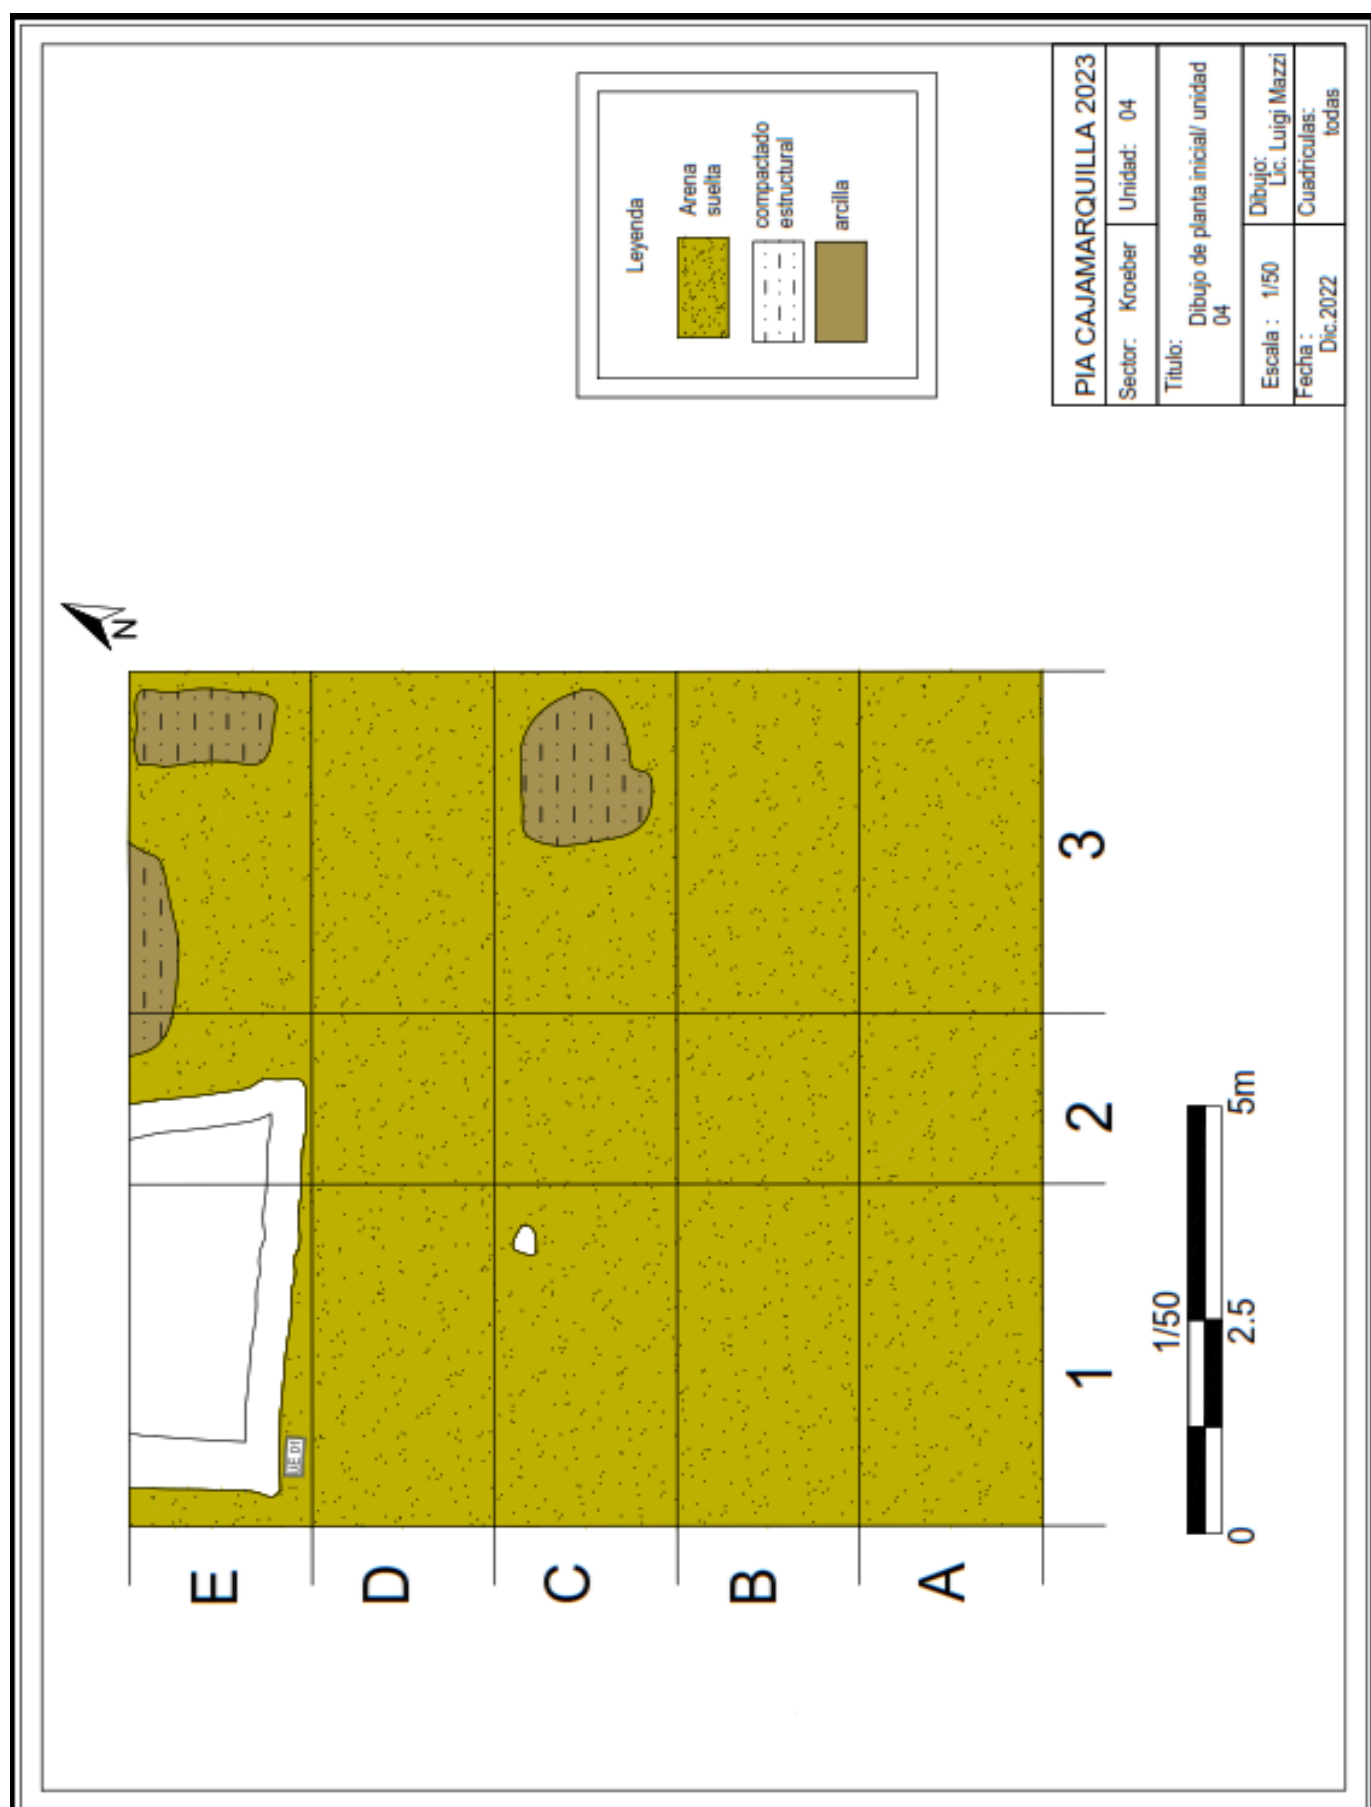 N
E
D
C
B
A
UE 01
1
2
3
1/50
0
2.5
5m
Leyenda
Arena
suelta
compactado
estructural
arcilla
PIA CAJAMARQUILLA 2023
Sector: Kroeber Unidad: 04
Titulo:
Dibujo de planta inicial/ unidad
04
Escala : 1/50
Dibujo:
Lic. Luigi Mazzi
Fecha :
Dic.2022
Cuadriculas:
todas